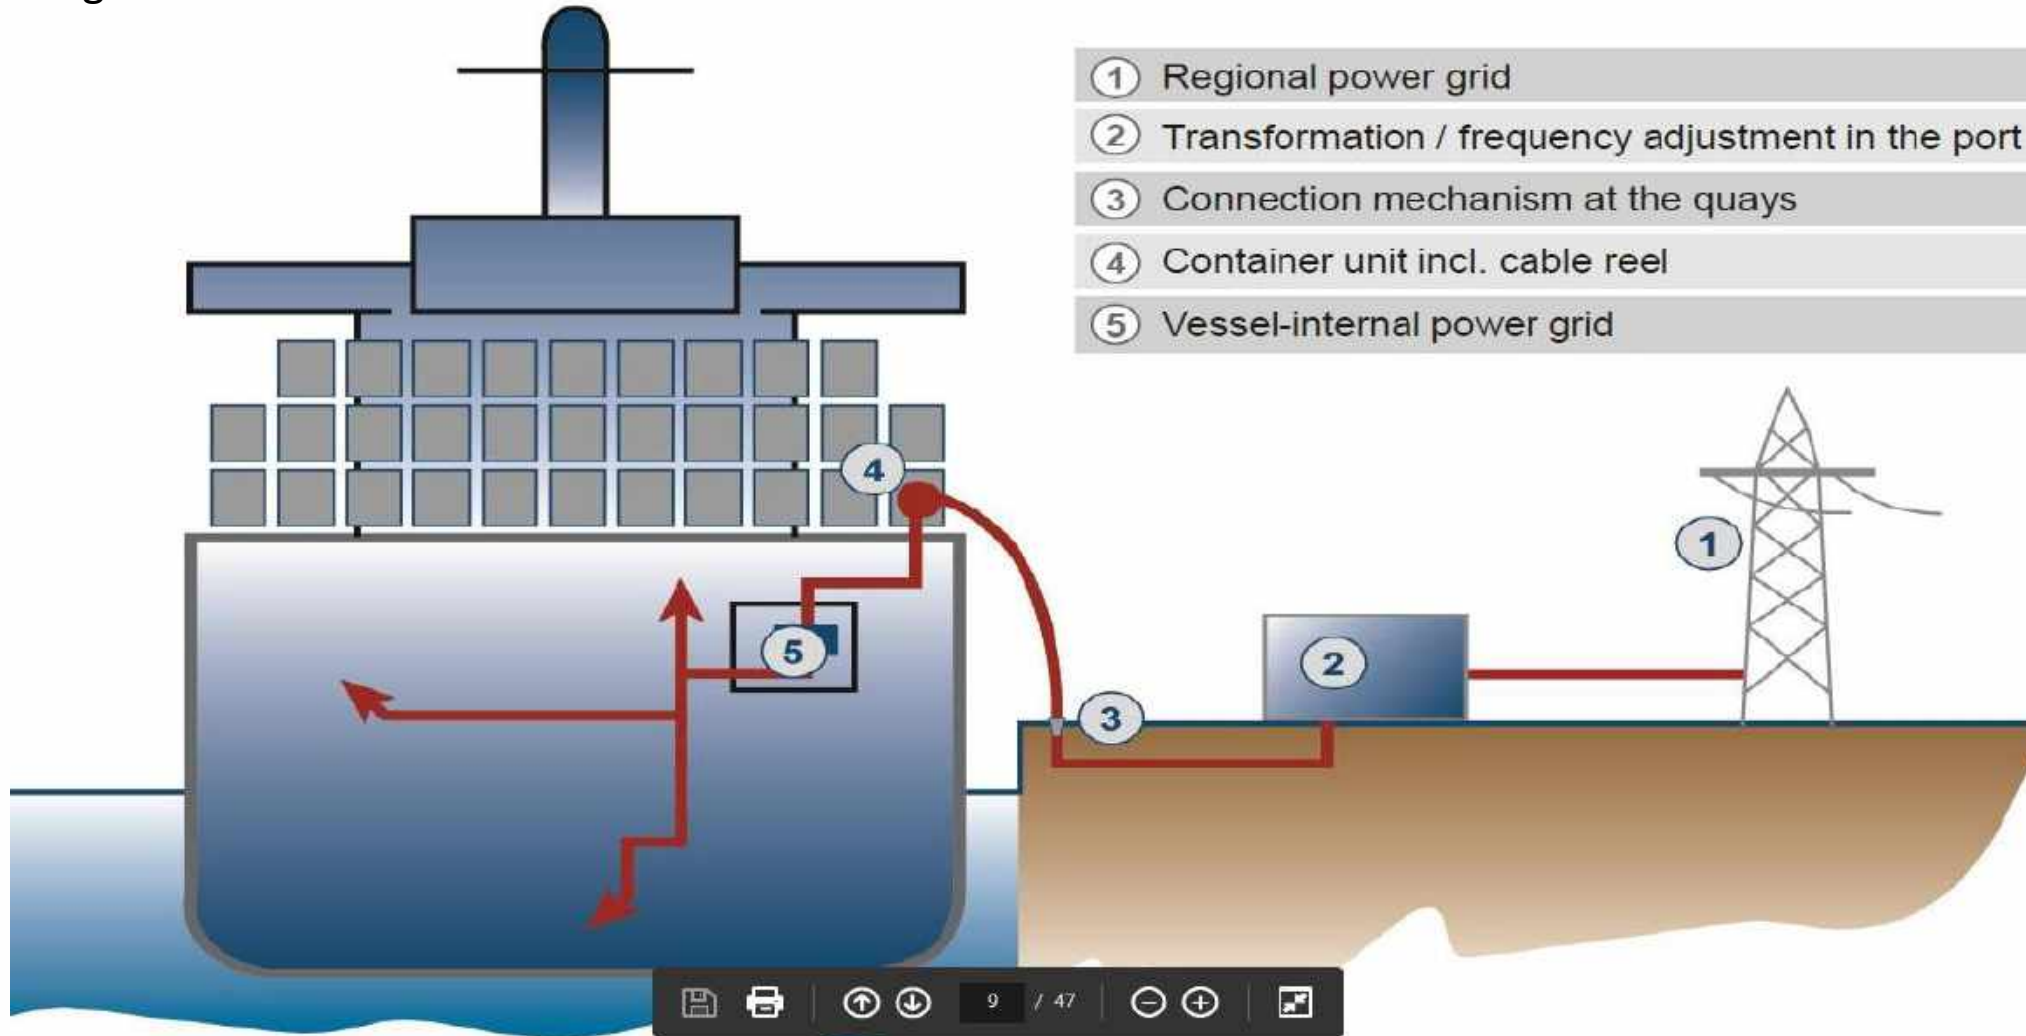 1 Regional power grid
2 Transformation / frequency adjustment in the port
3 Connection mechanism at the quays
4 Container unit incl. cable reel
5 Vessel-internal power grid
4
1
5
2
3
9 / 47